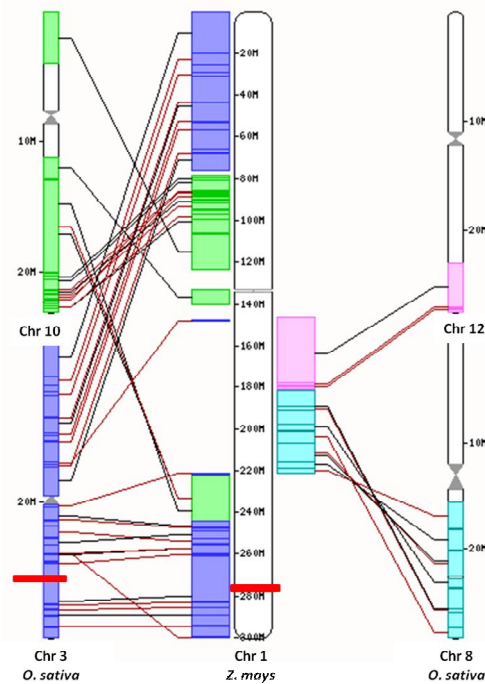 10M
20M
Chr 10
20M
Chr 3
O. sativa
20M
40M
60M
80M
100M
120M
140M
160M
180M
200M
220M
240M
260M
280M
300M
Chr 1
Z. mays
10M
20M
Chr 12
10M
20M
Chr 8
O. sativa